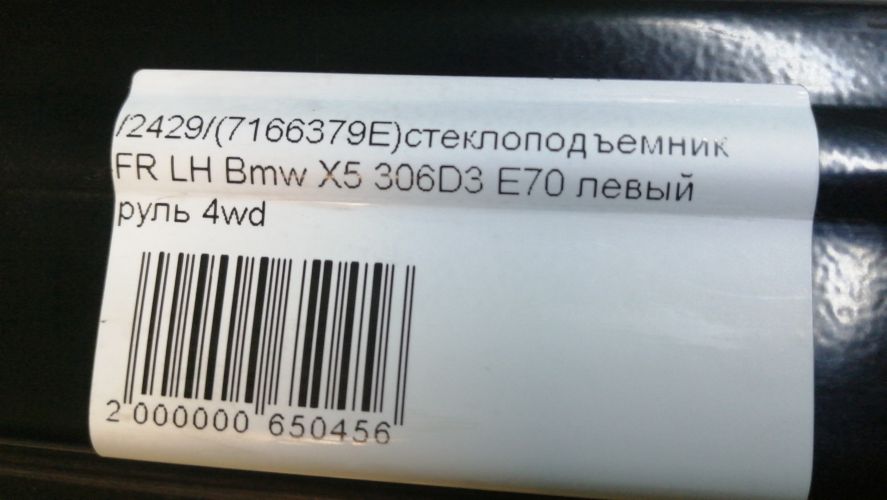 /2429/(7166379E)стеклоподъемник
FR LH Bmw X5 306D3 E70 левый
руль 4wd
2 000000 650456